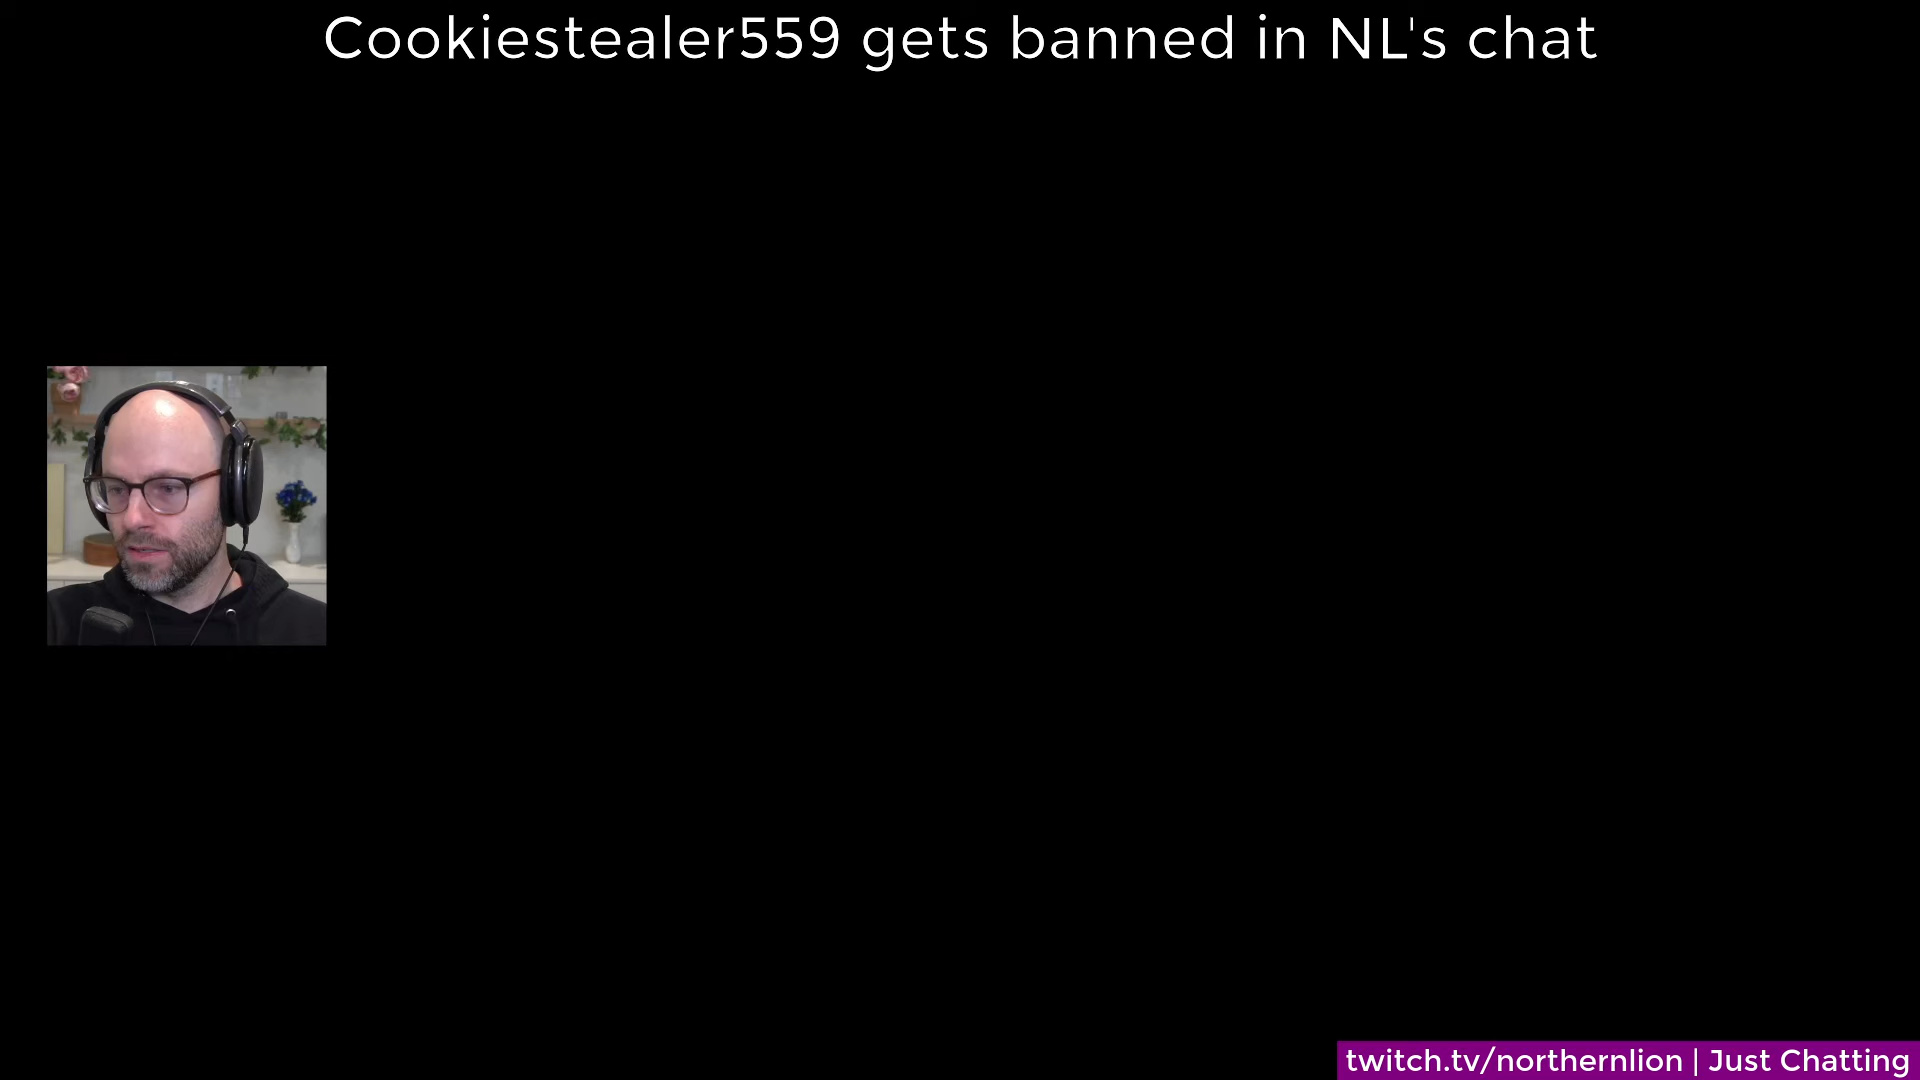 Cookiestealer559 gets banned in NL's chat
twitch.tv/northernlion | Just Chatting